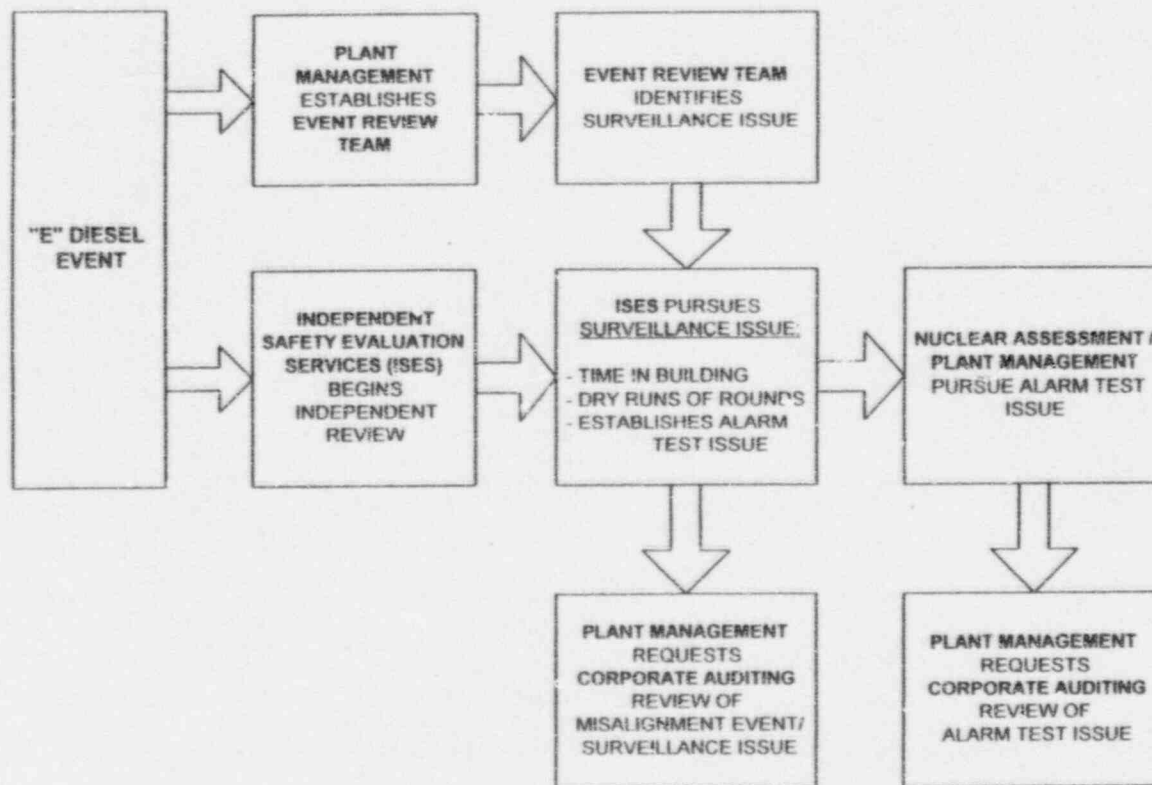 "E" DIESEL
EVENT
PLANT
MANAGEMENT
ESTABLISHES
EVENT REVIEW
TEAM
EVENT REVIEW TEAM
IDENTIFIES
SURVEILLANCE ISSUE
INDEPENDENT
SAFETY EVALUATION
SERVICES (ISES)
BEGINS
INDEPENDENT
REVIEW
ISES PURSUES
SURVEILLANCE ISSUE:
- TIME IN BUILDING
- DRY RUNS OF ROUNDS
- ESTABLISHES ALARM
TEST ISSUE
NUCLEAR ASSESSMENT /
PLANT MANAGEMENT
PURSUE ALARM TEST
ISSUE
PLANT MANAGEMENT
REQUESTS
CORPORATE AUDITING
REVIEW OF
MISALIGNMENT EVENT/
SURVEILLANCE ISSUE
PLANT MANAGEMENT
REQUESTS
CORPORATE AUDITING
REVIEW OF
ALARM TEST ISSUE